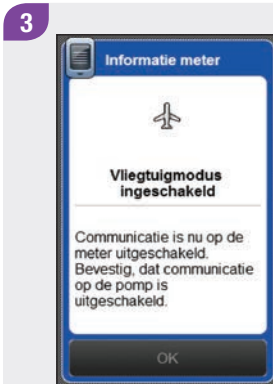 3
Informatie meter
Vliegtuigmodus
ingeschakeld
Communicatie is nu op de
meter uitgeschakeld.
Bevestig, dat communicatie
op de pomp is
uitgeschakeld.
OK